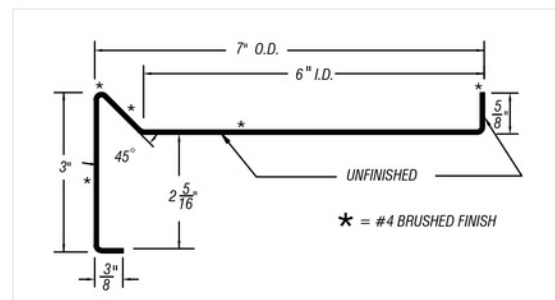 7" O.D.
6" I.D.
5/8"
45°
3"
2 5/16"
UNFINISHED
* = #4 BRUSHED FINISH
3/8"